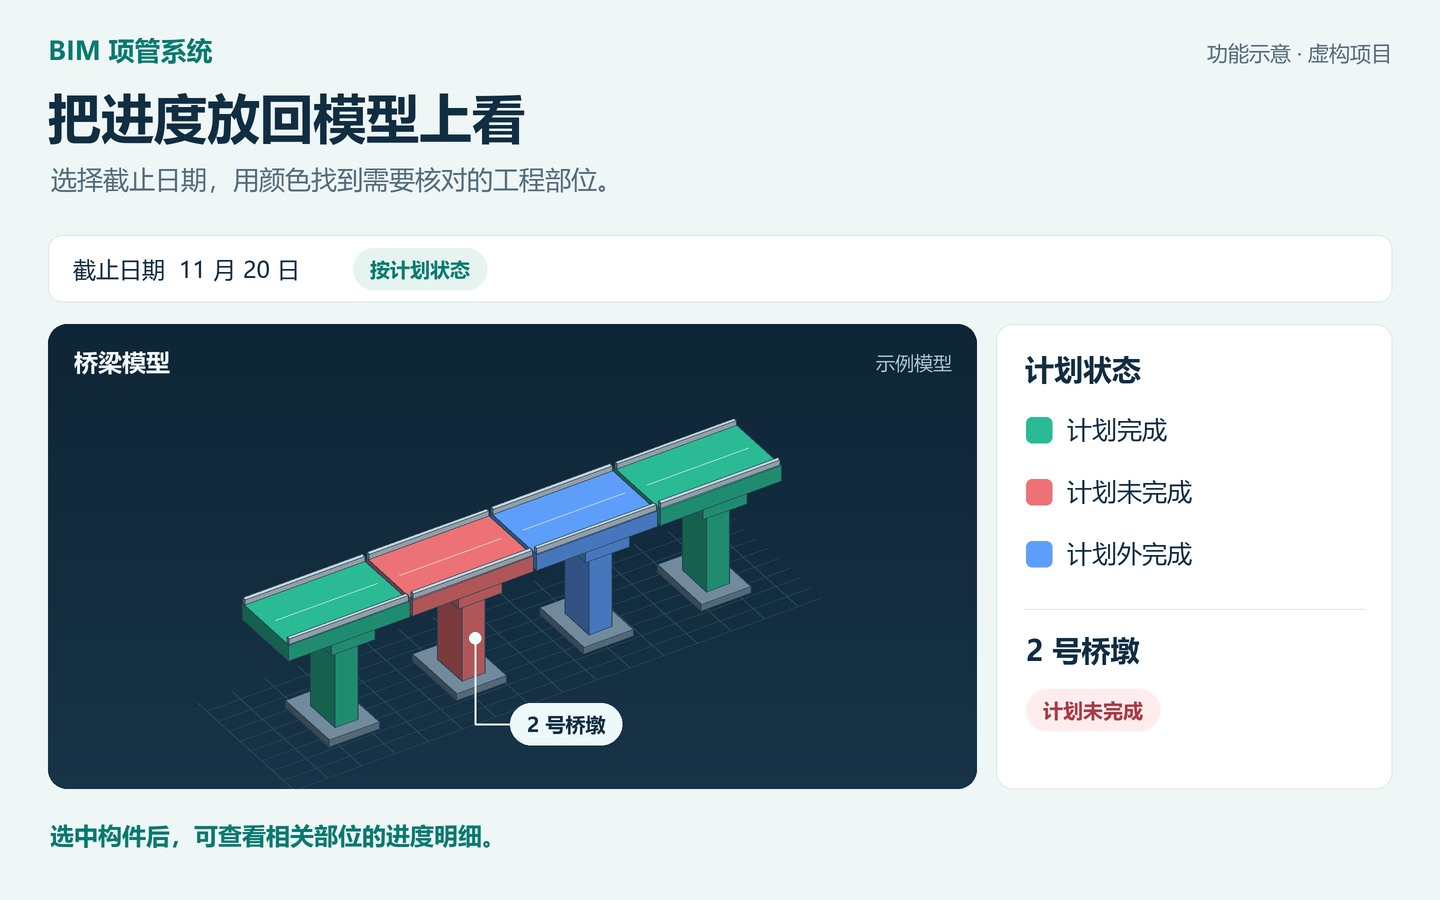 BIM 项管系统
功能示意 · 虚构项目
把进度放回模型上看
选择截止日期，用颜色找到需要核对的工程部位。
截止日期 11 月 20 日
按计划状态
桥梁模型
示例模型
2 号桥墩
计划状态
计划完成
计划未完成
计划外完成
2 号桥墩
计划未完成
选中构件后，可查看相关部位的进度明细。